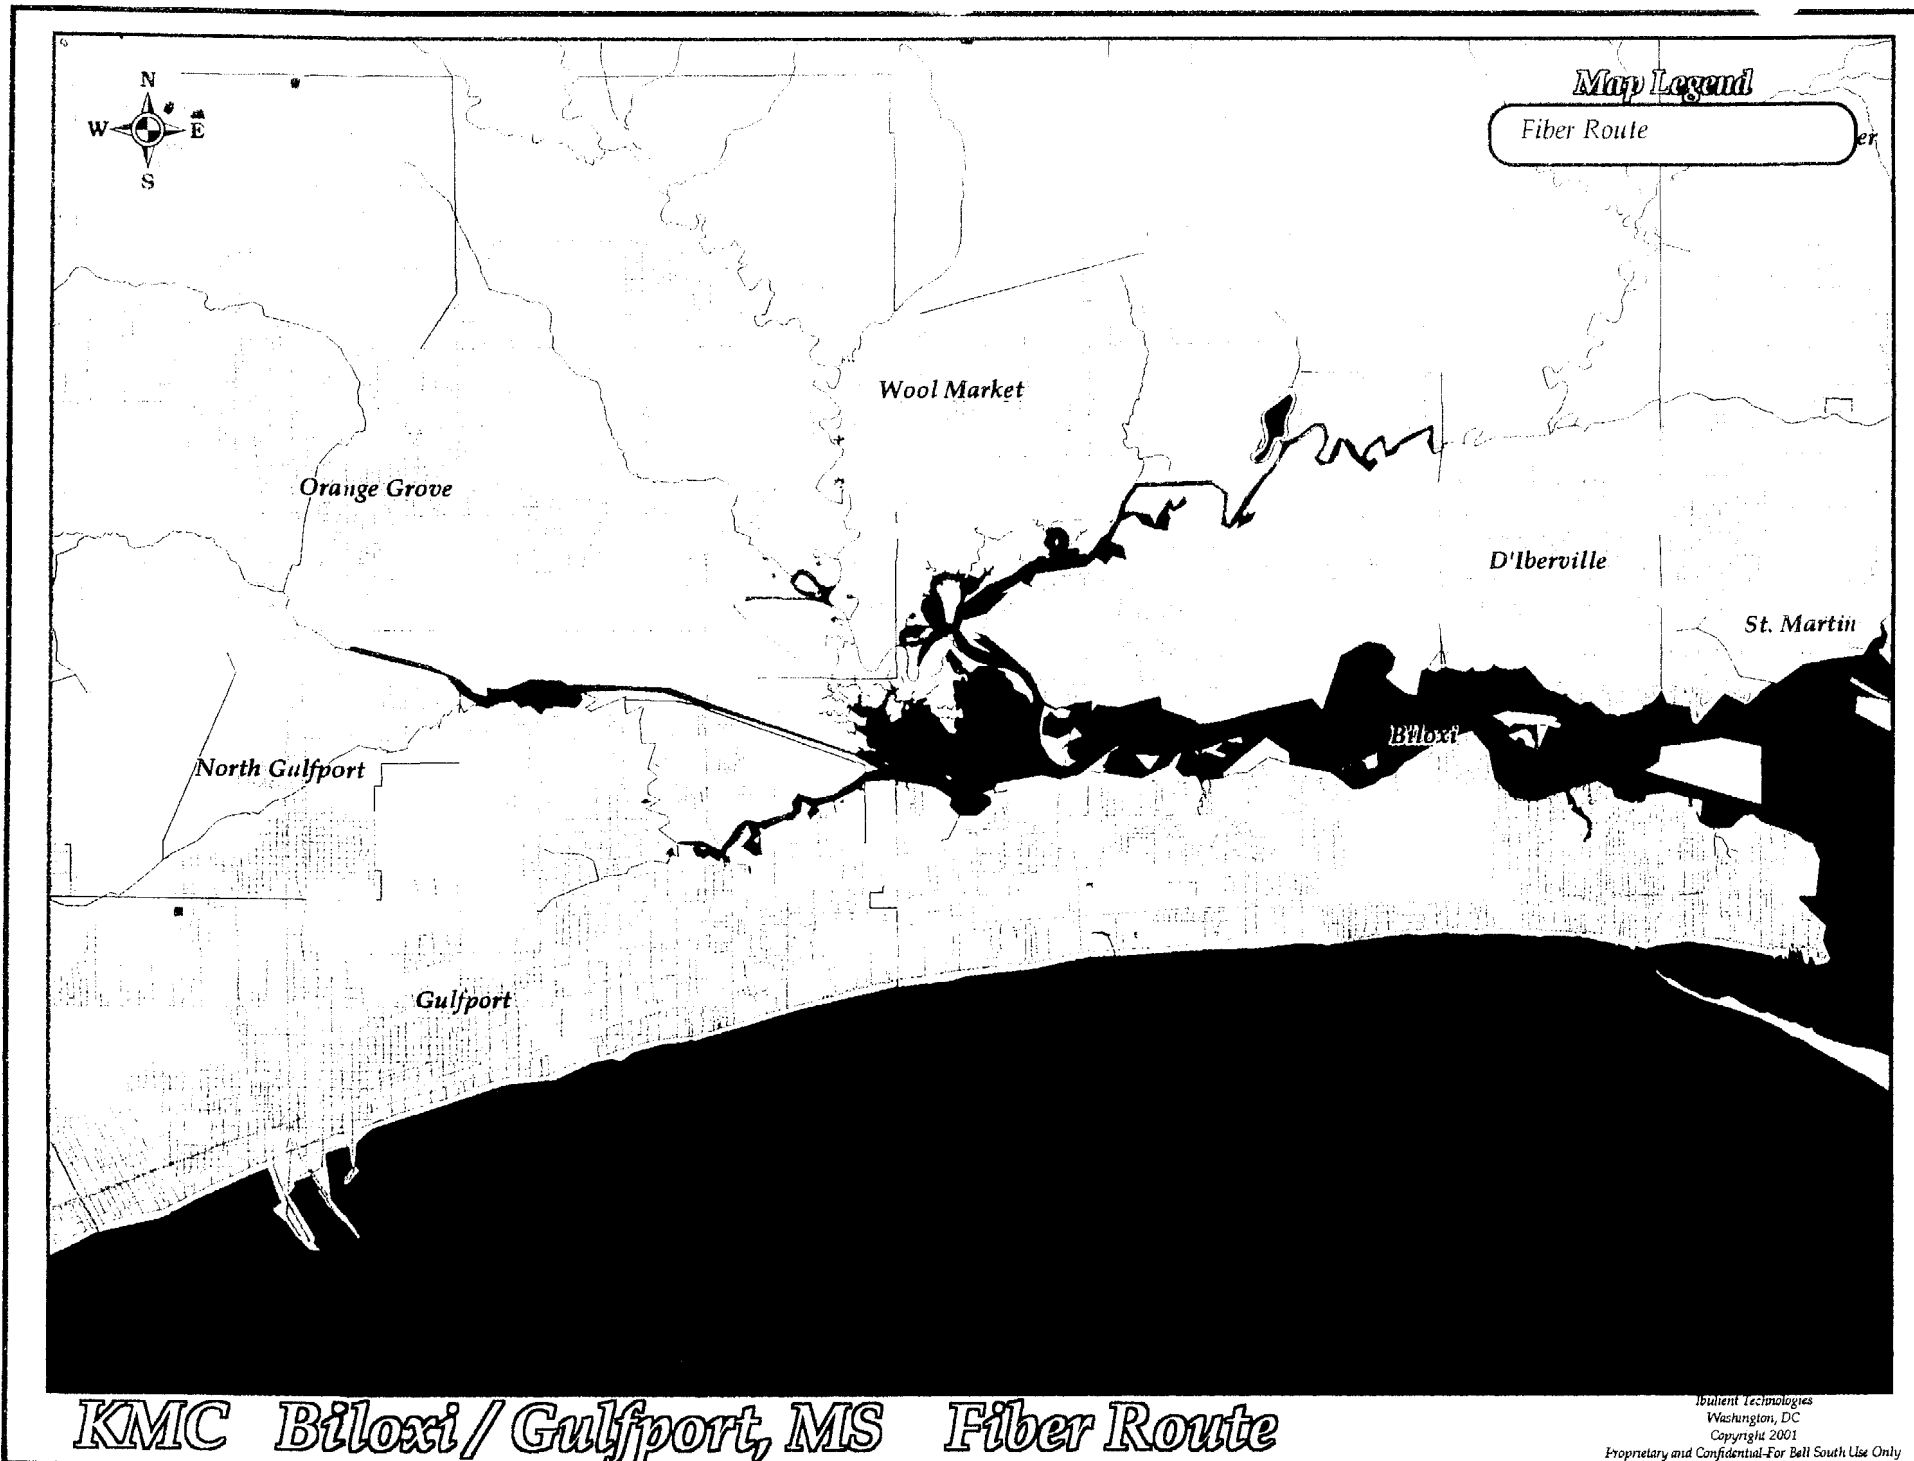 N
W E
S
Map Legend
Fiber Route
er
Wool Market
Orange Grove
D'Iberville
St. Martin
Biloxi
North Gulfport
Gulfport
KMC Biloxi / Gulfport, MS Fiber Route
Technologies
Washington, DC
Copyright 2001
Proprietary and Confidential-For Bell South Use Only